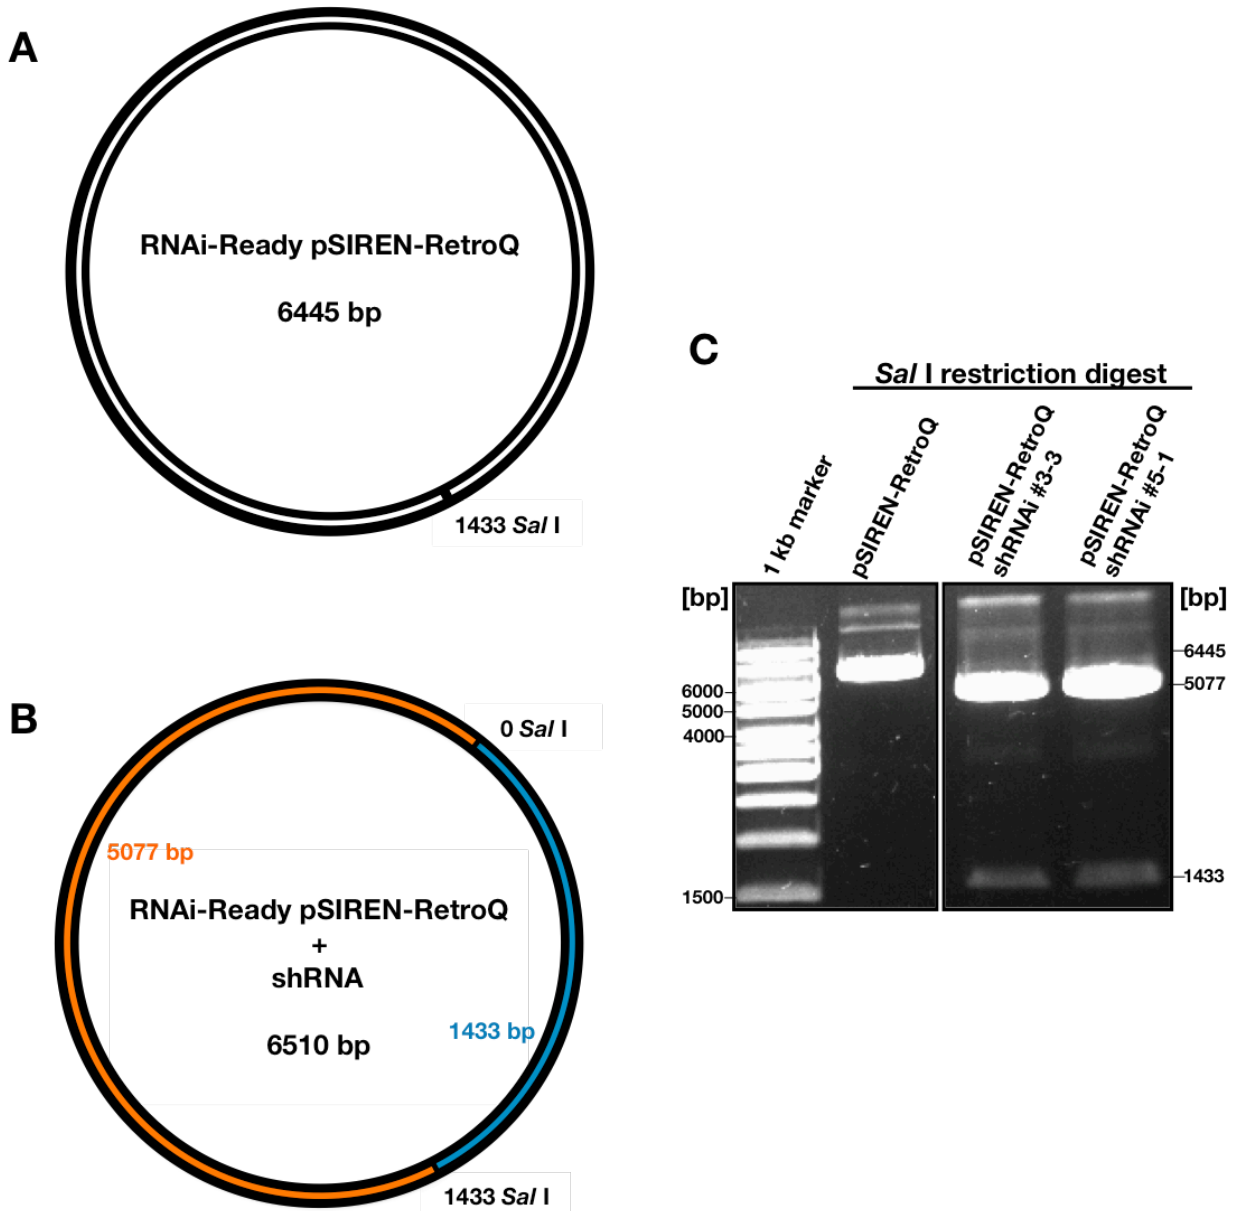 A
RNAi-Ready pSIREN-RetroQ
6445 bp
1433 Sal I
B
0 Sal I
5077 bp
RNAi-Ready pSIREN-RetroQ
+
shRNA
6510 bp
1433 bp
1433 Sal I
C
Sal I restriction digest
1 kb marker
pSIREN-RetroQ
pSIREN-RetroQ
shRNAi #3-3
pSIREN-RetroQ
shRNAi #5-1
[bp]
[bp]
6000
5000
4000
1500
6445
5077
1433